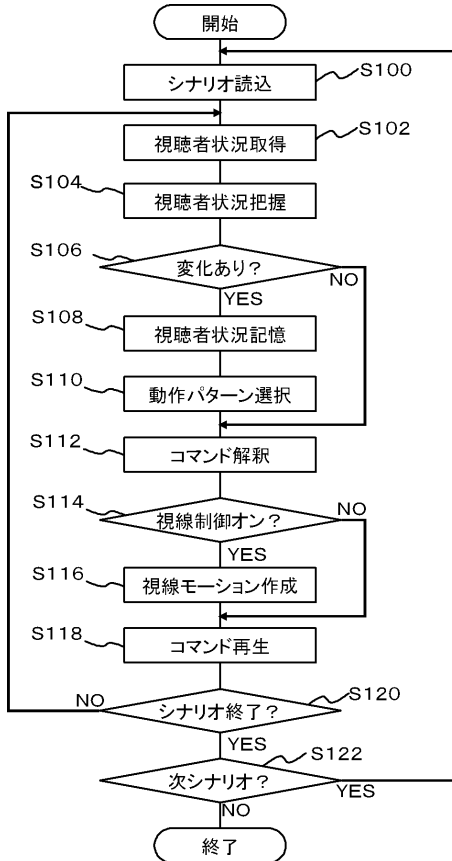 開始
S100
シナリオ読込
S102
視聴者状況取得
S104
視聴者状況把握
S106
変化あり?
NO
YES
S108
視聴者状況記憶
S110
動作パターン選択
S112
コマンド解釈
S114
視線制御オン?
NO
YES
S116
視線モーション作成
S118
コマンド再生
S120
NO
シナリオ終了?
YES
S122
次シナリオ?
YES
NO
終了